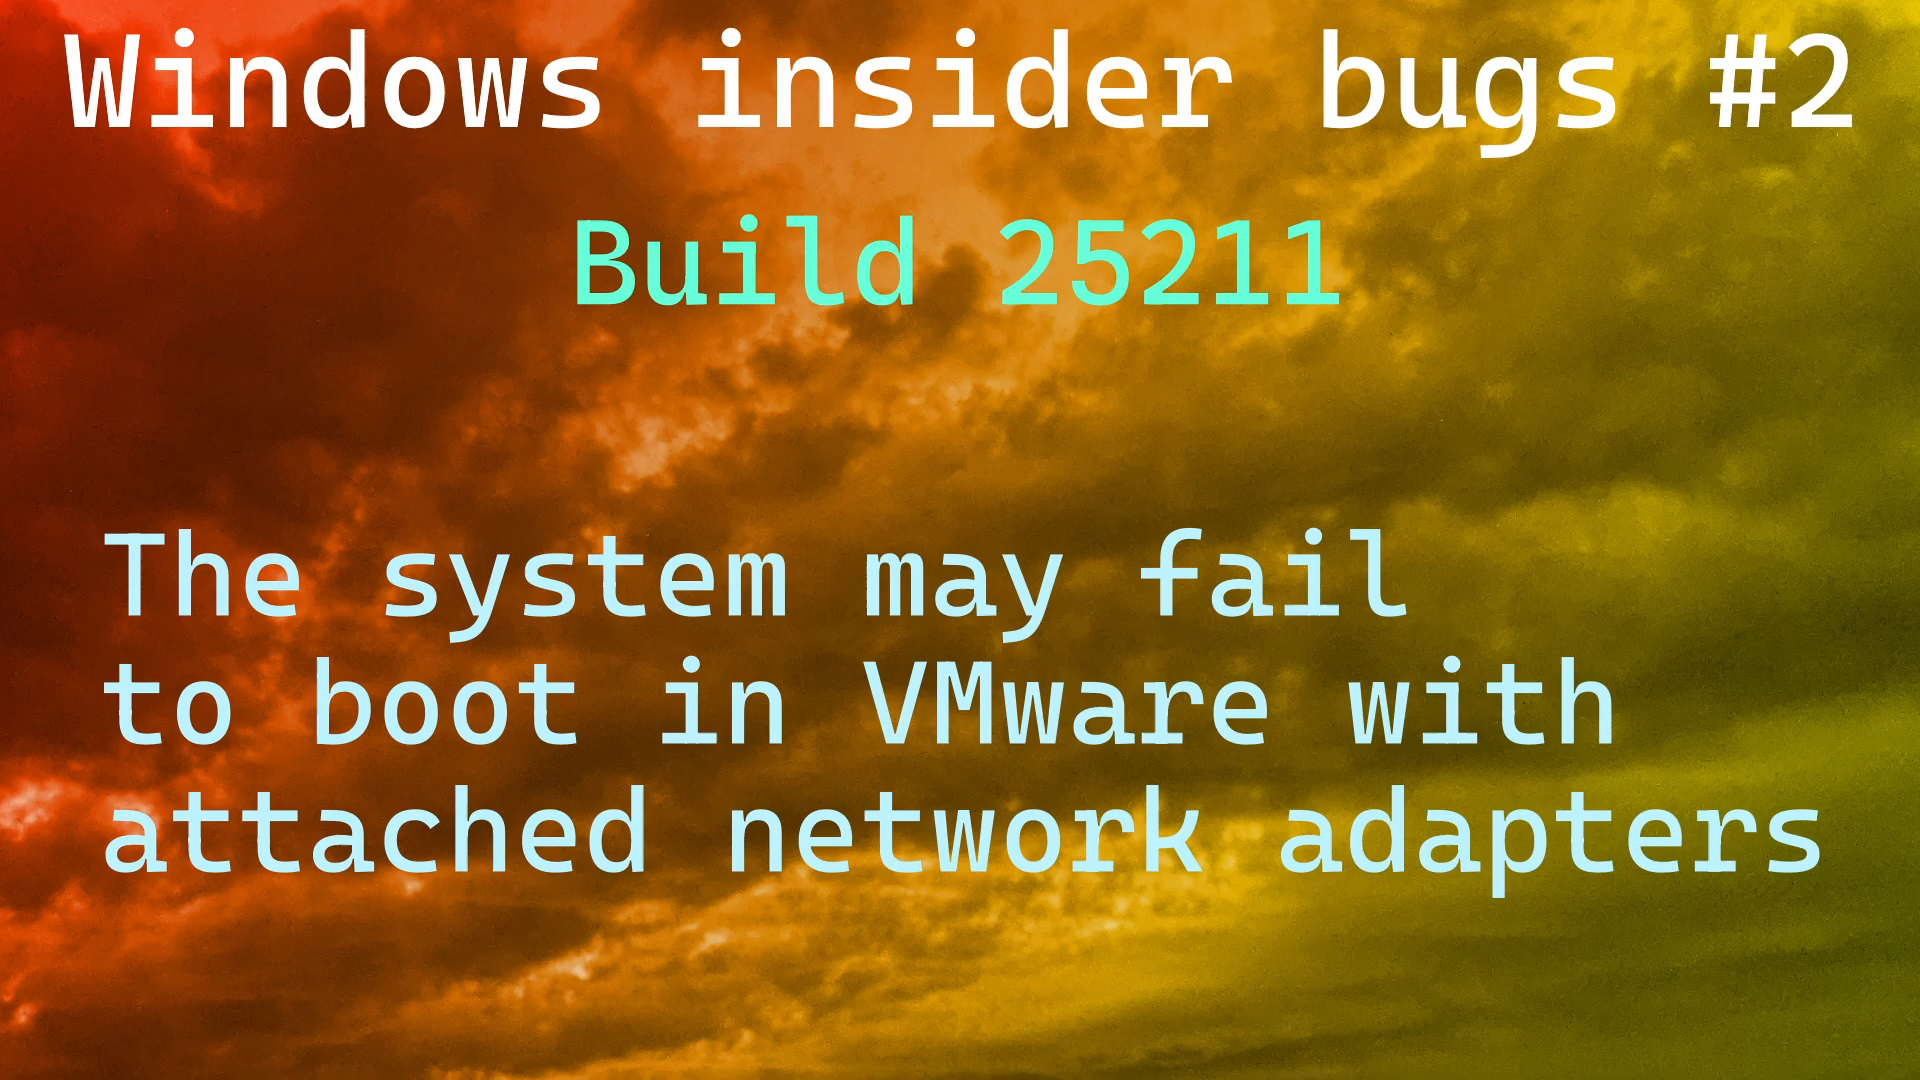 Windows insider bugs #2
Build 25211
The system may fail
to boot in VMware with
attached network adapters